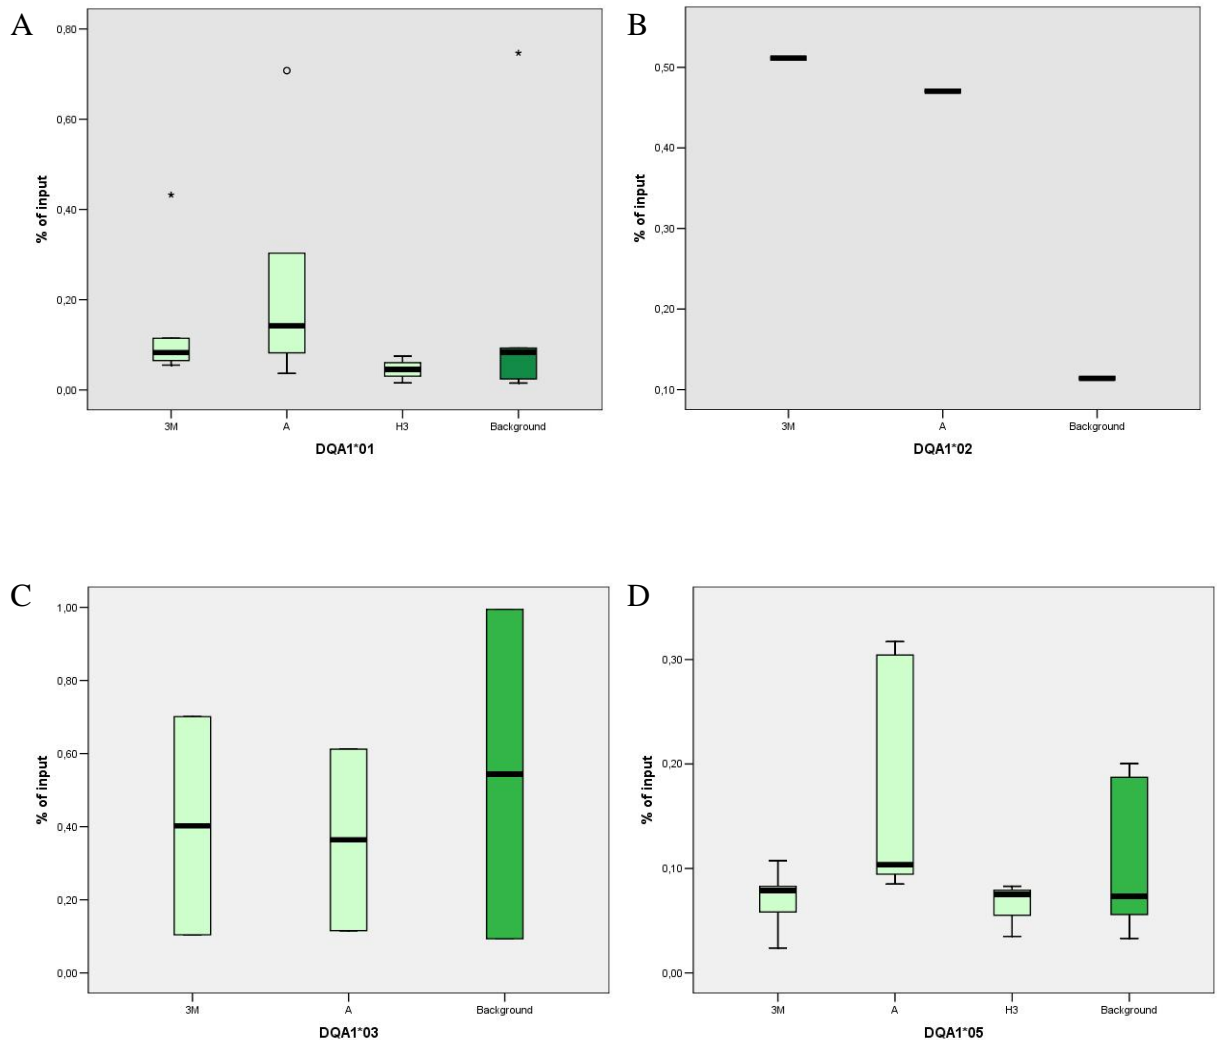 A
0,80
0,60
0,40
0,20
0,00
% of input
3M A H3 Background
DQA1*01
B
0,50
0,40
0,30
0,20
0,10
% of input
3M A Background
DQA1*02
C
1,00
0,80
0,60
0,40
0,20
0,00
% of input
3M A Background
DQA1*03
D
0,30
0,20
0,10
0,00
% of input
3M A H3 Background
DQA1*05